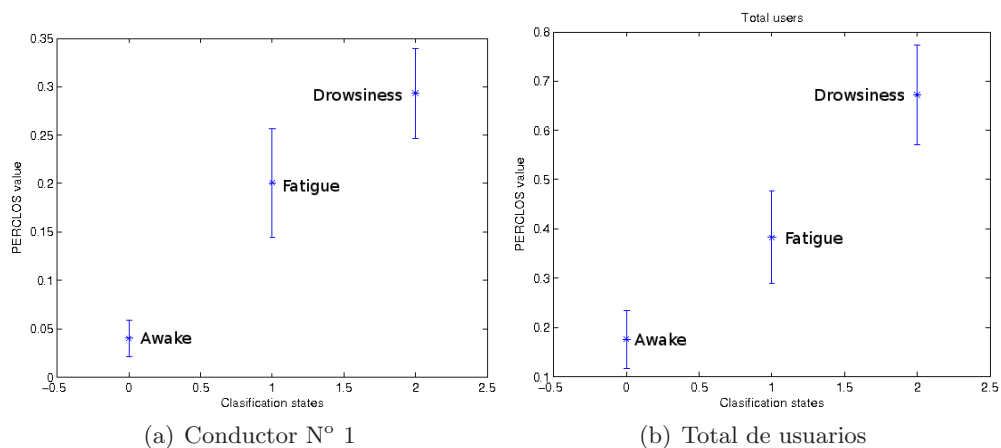 0.35
0.3
0.25
0.2
0.15
0.1
0.05
0
PERCLOS value
Drowsiness
Fatigue
Awake
−0.5 0 0.5 1 1.5 2 2.5
Clasification states
(a) Conductor Nº 1
Total users
0.8
0.7
0.6
0.5
0.4
0.3
0.2
0.1
PERCLOS value
Drowsiness
Fatigue
Awake
−0.5 0 0.5 1 1.5 2 2.5
Clasification states
(b) Total de usuarios